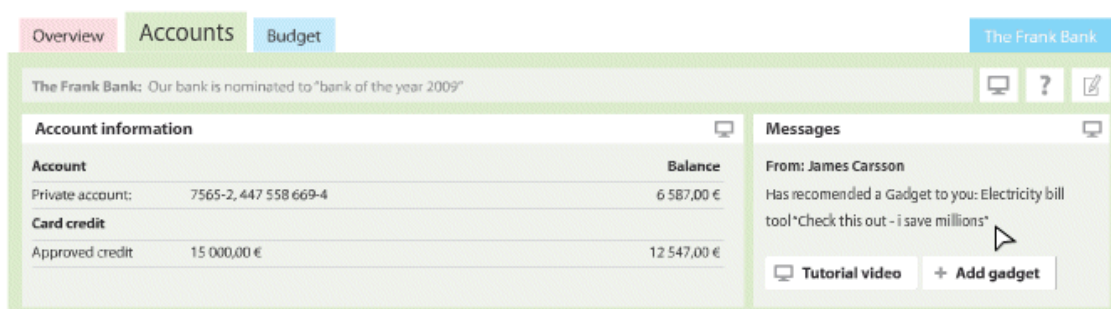 Overview
Accounts
Budget
The Frank Bank
The Frank Bank: Our bank is nominated to "bank of the year 2009"
?
Account information
Account Balance
Private account: 7565-2, 447 558 669-4 6 587,00 €
Card credit
Approved credit 15 000,00 € 12 547,00 €
Messages
From: James Carsson
Has recomended a Gadget to you: Electricity bill
tool "Check this out - i save millions"
Tutorial video
+ Add gadget